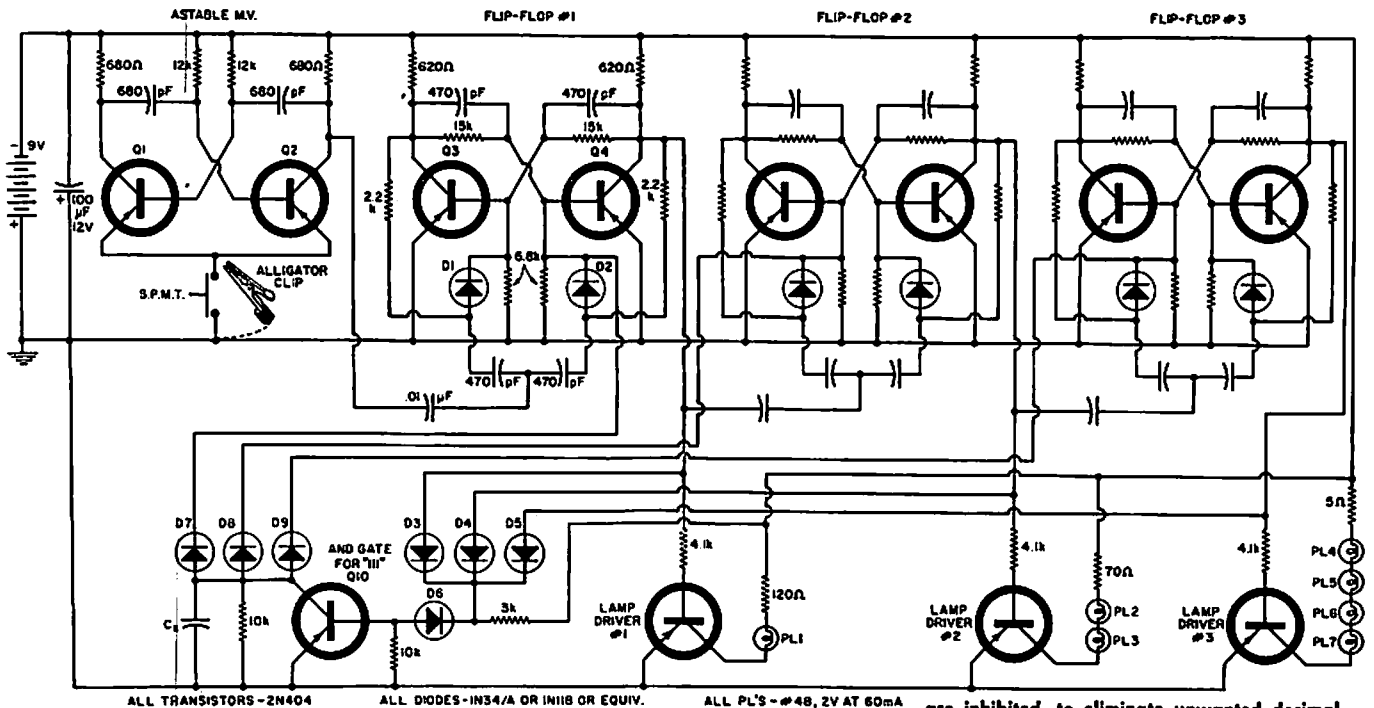 ASTABLE M.V.
FLIP-FLOP #1
FLIP-FLOP #2
FLIP-FLOP #3
680Ω
12k
12k
680Ω
620Ω
620Ω
680 pF
680 pF
470 pF
470 pF
15k
15k
9V
Q1
Q2
Q3
Q4
100 µF 12V
2.2 k
2.2 k
6.8k
D1
D2
ALLIGATOR CLIP
S.P.M.T.
470 pF
470 pF
.01 µF
D7
D8
D9
D3
D4
D5
5Ω
AND GATE FOR "111" Q10
4.1k
4.1k
4.1k
PL4
D6
120Ω
70Ω
PL5
3k
LAMP DRIVER #1
LAMP DRIVER #2
PL2
LAMP DRIVER #3
PL6
10k
PL1
PL3
PL7
10k
ALL TRANSISTORS-2N404
ALL DIODES-IN34/A OR IN118 OR EQUIV.
ALL PL'S-#48, 2V AT 60mA
are inhibited, to eliminate unwanted decimal